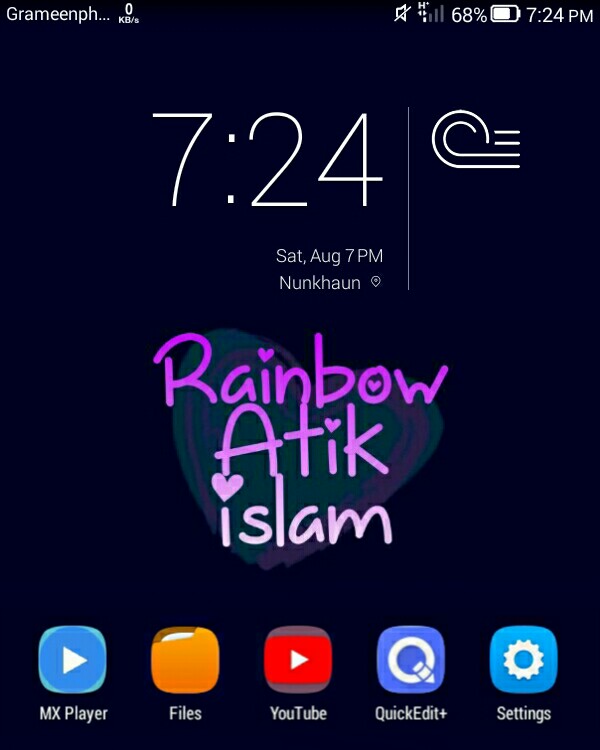 Grameenph... 0 KB/s H+ 68% 7:24 PM
7:24
Sat, Aug 7 PM
Nunkhaun
Rainbow
Atik
islam
MX Player Files YouTube QuickEdit+ Settings